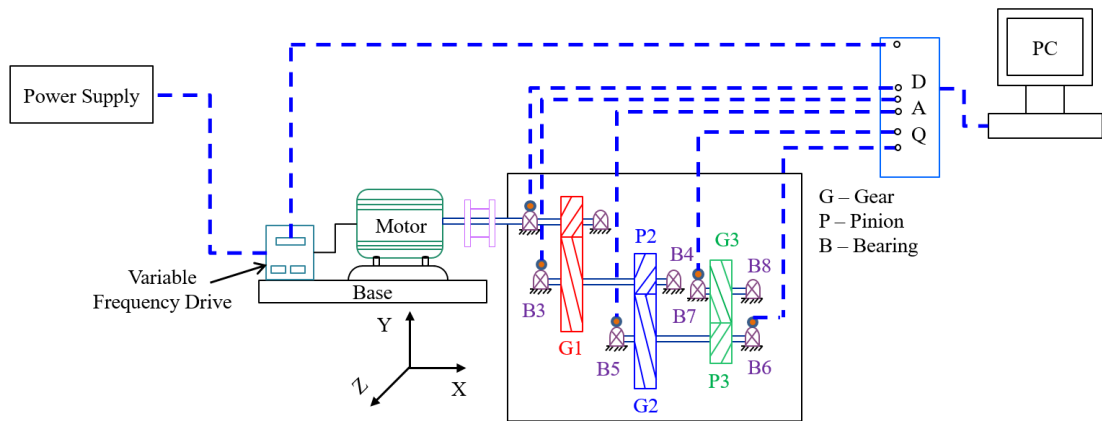 Power Supply
Variable
Frequency Drive
Motor
Base
Y
X
Z
B3
G1
P2
B4
G3
B8
B7
B5
G2
P3
B6
D
A
Q
PC
G – Gear
P – Pinion
B – Bearing